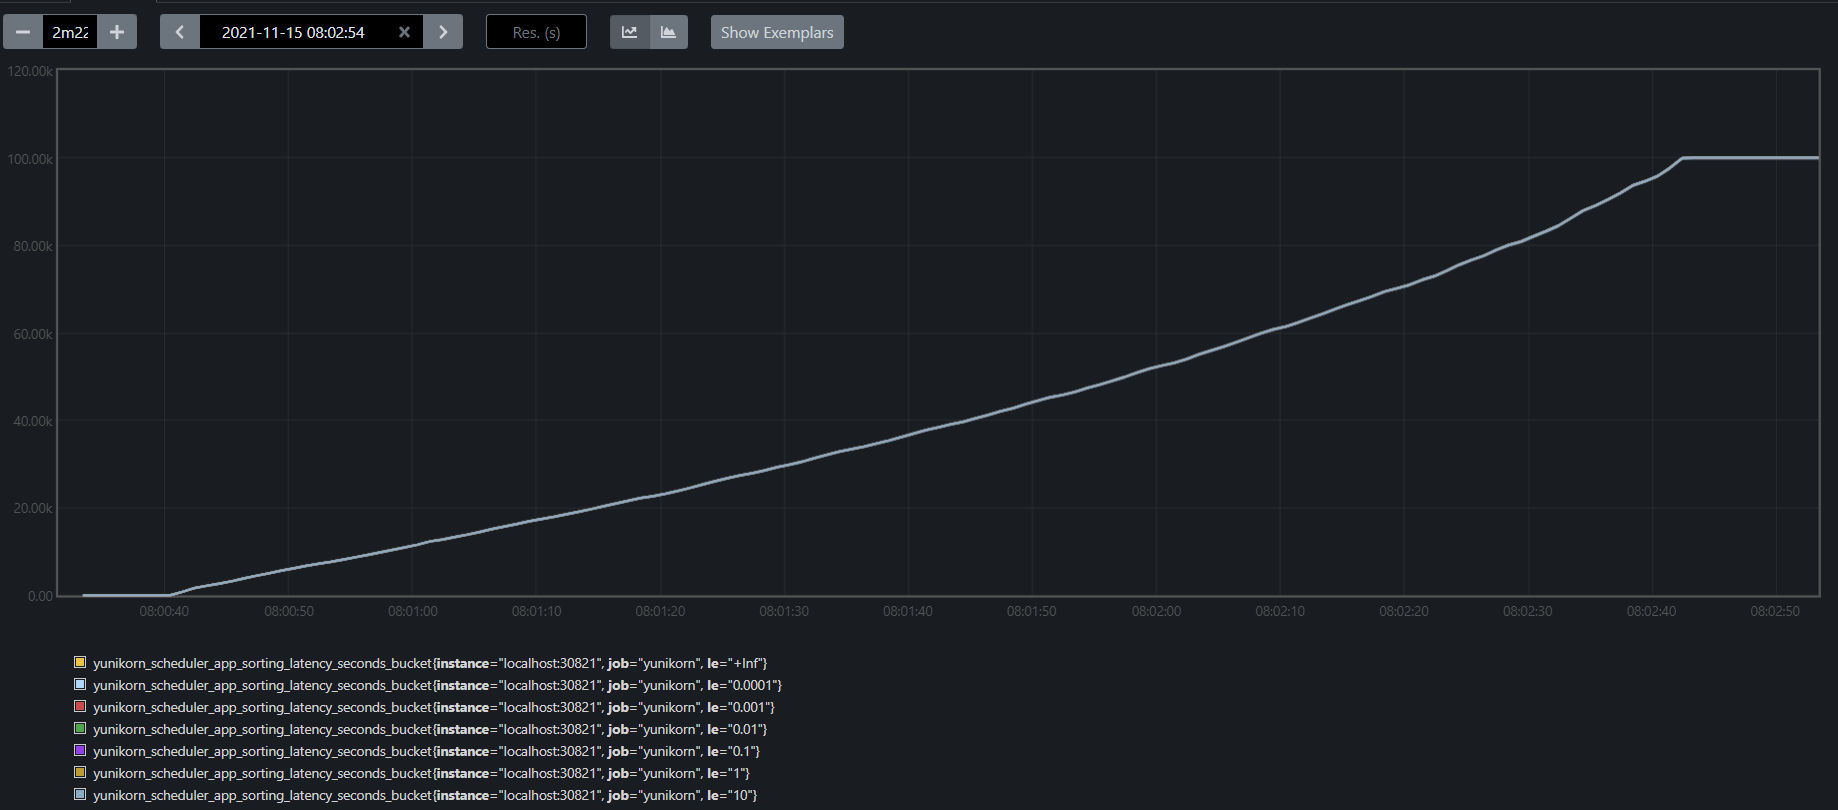 2m22 2021-11-15 08:02:54 Res. (s) Show Exemplars
120.00k
100.00k
80.00k
60.00k
40.00k
20.00k
0.00
08:00:40 08:00:50 08:01:00 08:01:10 08:01:20 08:01:30 08:01:40 08:01:50 08:02:00 08:02:10 08:02:20 08:02:30 08:02:40 08:02:50
yunikorn_scheduler_app_sorting_latency_seconds_bucket{instance="localhost:30821", job="yunikorn", le="+Inf"}
yunikorn_scheduler_app_sorting_latency_seconds_bucket{instance="localhost:30821", job="yunikorn", le="0.0001"}
yunikorn_scheduler_app_sorting_latency_seconds_bucket{instance="localhost:30821", job="yunikorn", le="0.001"}
yunikorn_scheduler_app_sorting_latency_seconds_bucket{instance="localhost:30821", job="yunikorn", le="0.01"}
yunikorn_scheduler_app_sorting_latency_seconds_bucket{instance="localhost:30821", job="yunikorn", le="0.1"}
yunikorn_scheduler_app_sorting_latency_seconds_bucket{instance="localhost:30821", job="yunikorn", le="1"}
yunikorn_scheduler_app_sorting_latency_seconds_bucket{instance="localhost:30821", job="yunikorn", le="10"}